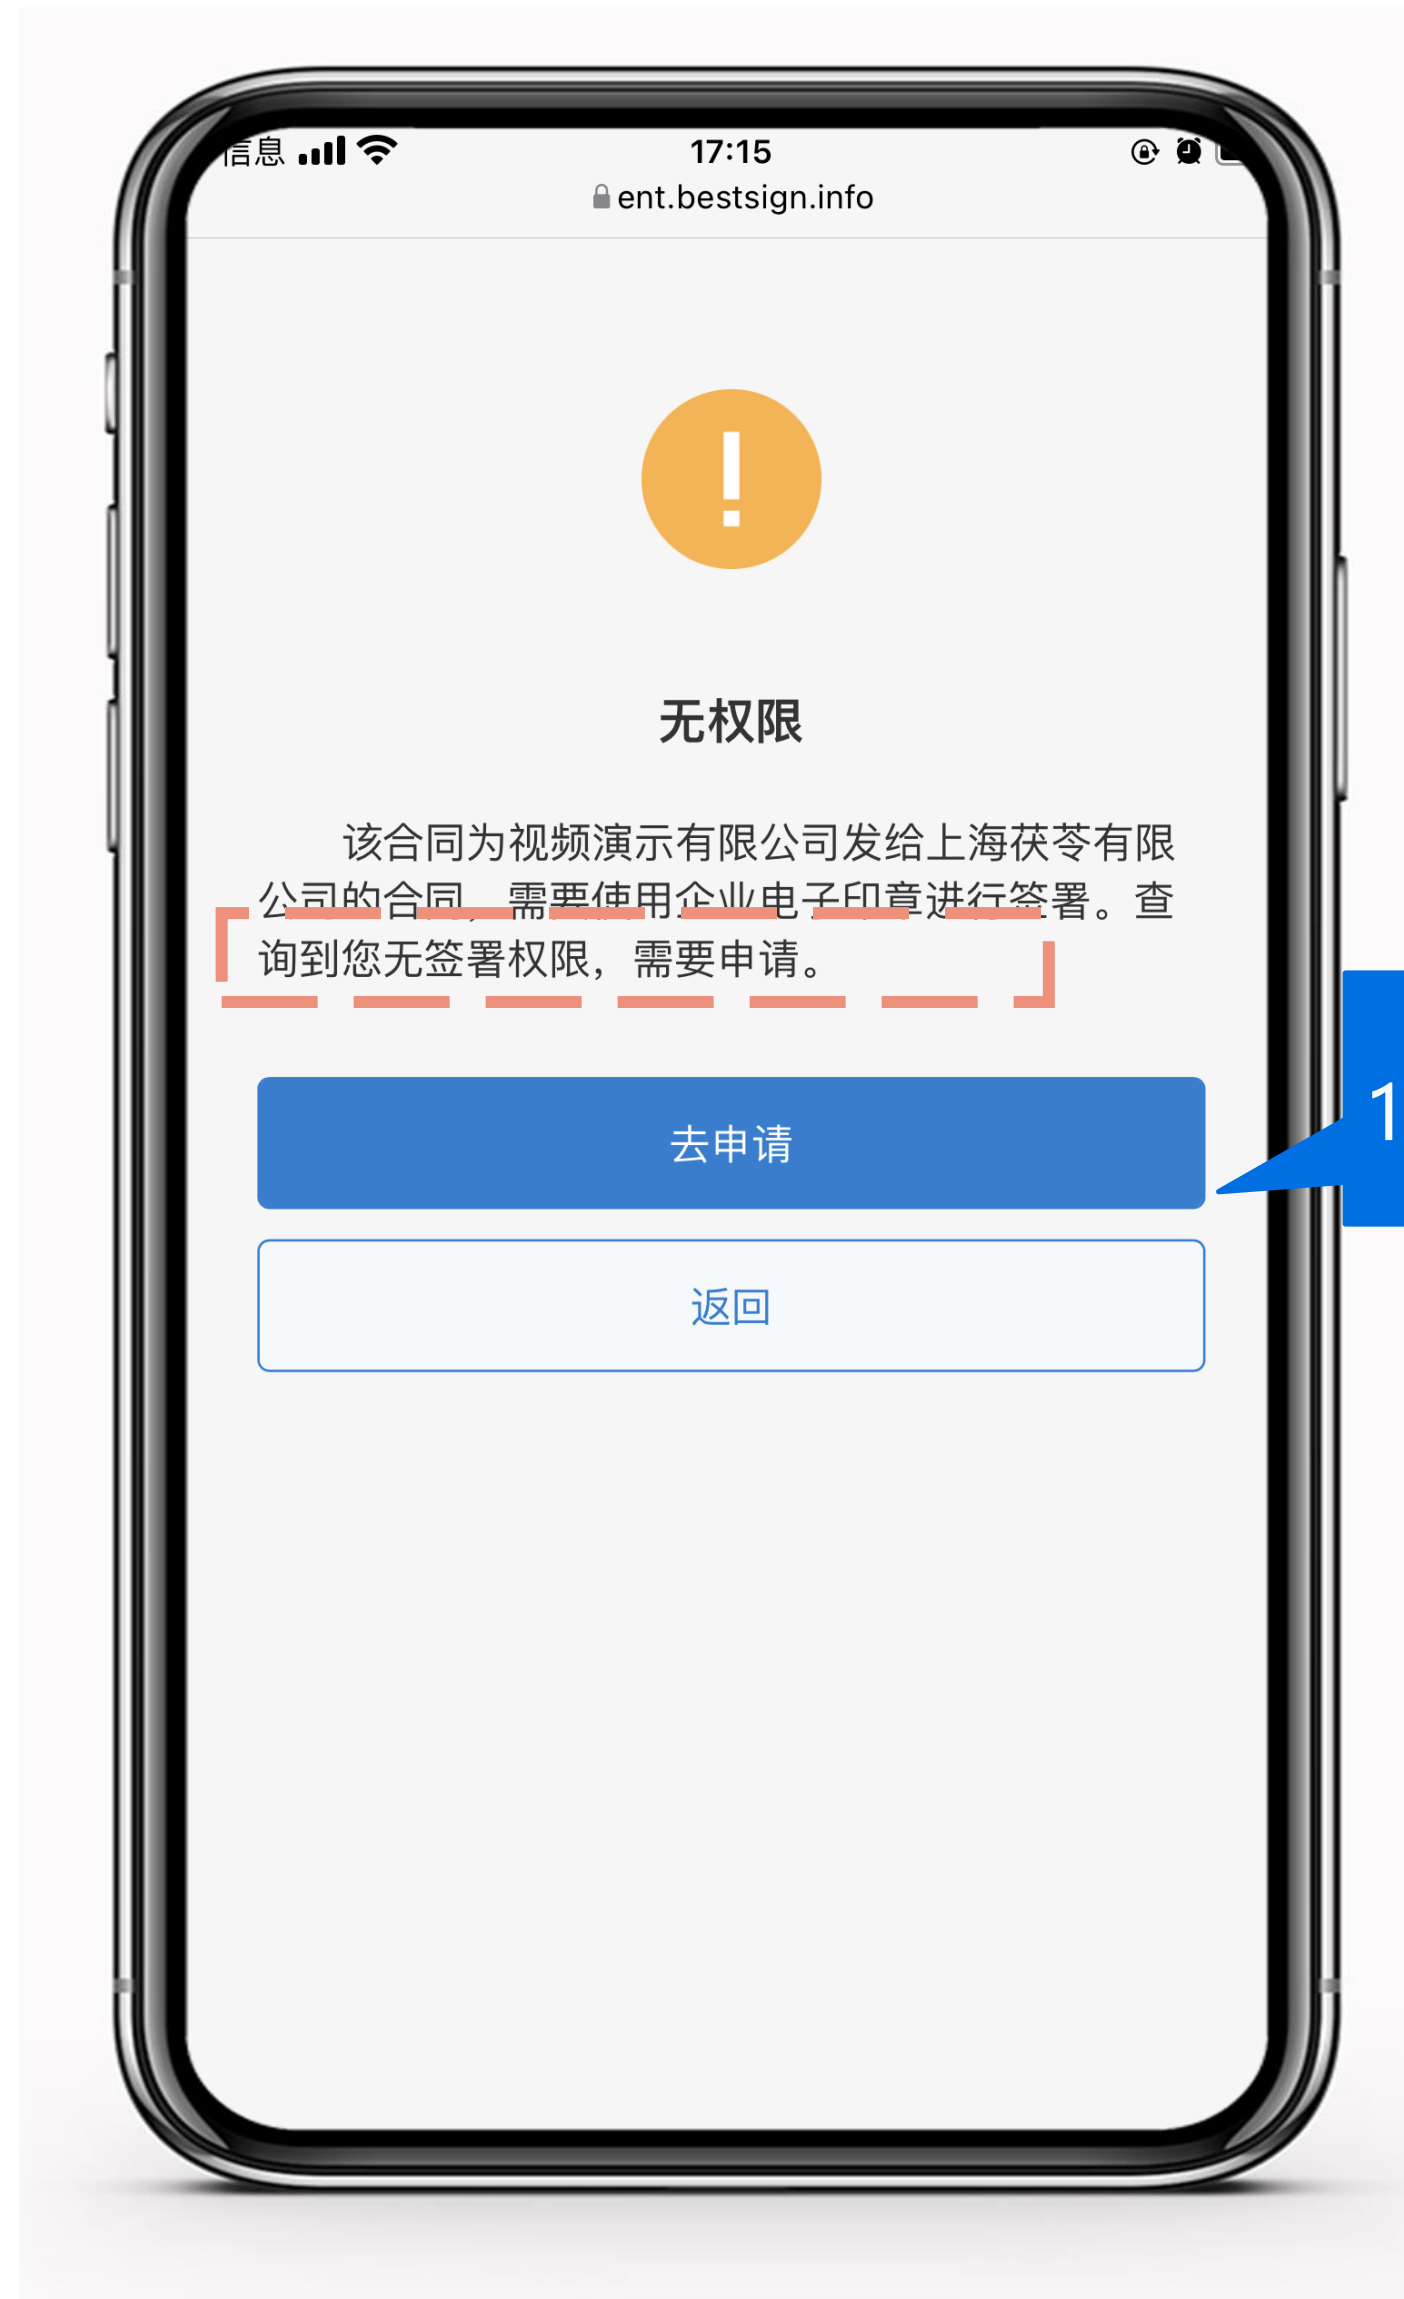 信息
17:15
ent.bestsign.info
无权限
该合同为视频演示有限公司发给上海茯苓有限
公司的合同，需要使用企业电子印章进行签署。查
询到您无签署权限，需要申请。
去申请
1
返回